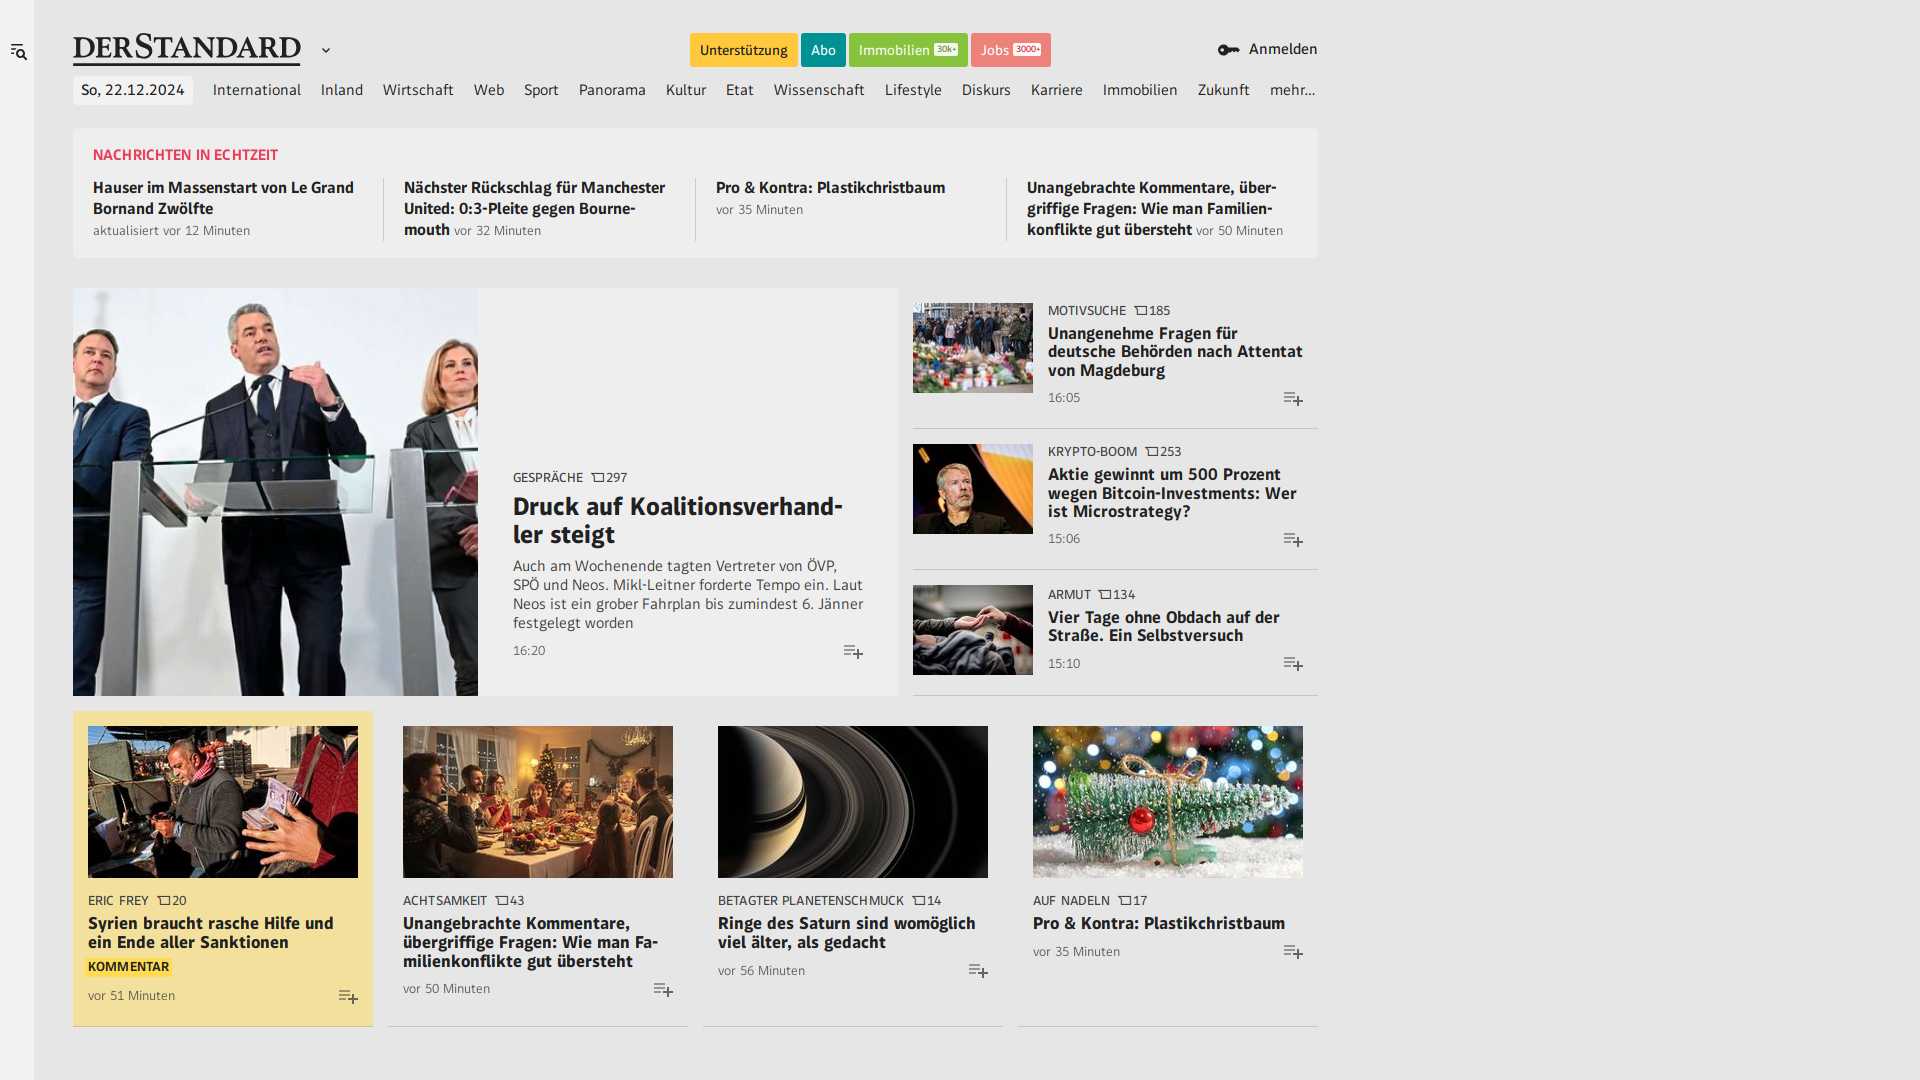 DERSTANDARD
Unterstützung
Abo
Immobilien 30k+
Jobs 3000+
Anmelden
So, 22.12.2024
International
Inland
Wirtschaft
Web
Sport
Panorama
Kultur
Etat
Wissenschaft
Lifestyle
Diskurs
Karriere
Immobilien
Zukunft
mehr...
NACHRICHTEN IN ECHTZEIT
Hauser im Massenstart von Le Grand
Bornand Zwölfte
aktualisiert vor 12 Minuten
Nächster Rückschlag für Manchester
United: 0:3-Pleite gegen Bourne-
mouth vor 32 Minuten
Pro & Kontra: Plastikchristbaum
vor 35 Minuten
Unangebrachte Kommentare, über-
griffige Fragen: Wie man Familien-
konflikte gut übersteht vor 50 Minuten
GESPRÄCHE 297
Druck auf Koalitionsverhand-
ler steigt
Auch am Wochenende tagten Vertreter von ÖVP,
SPÖ und Neos. Mikl-Leitner forderte Tempo ein. Laut
Neos ist ein grober Fahrplan bis zumindest 6. Jänner
festgelegt worden
16:20
MOTIVSUCHE 185
Unangenehme Fragen für
deutsche Behörden nach Attentat
von Magdeburg
16:05
KRYPTO-BOOM 253
Aktie gewinnt um 500 Prozent
wegen Bitcoin-Investments: Wer
ist Microstrategy?
15:06
ARMUT 134
Vier Tage ohne Obdach auf der
Straße. Ein Selbstversuch
15:10
ERIC FREY 20
Syrien braucht rasche Hilfe und
ein Ende aller Sanktionen
KOMMENTAR
vor 51 Minuten
ACHTSAMKEIT 43
Unangebrachte Kommentare,
übergriffige Fragen: Wie man Fa-
milienkonflikte gut übersteht
vor 50 Minuten
BETAGTER PLANETENSCHMUCK 14
Ringe des Saturn sind womöglich
viel älter, als gedacht
vor 56 Minuten
AUF NADELN 17
Pro & Kontra: Plastikchristbaum
vor 35 Minuten